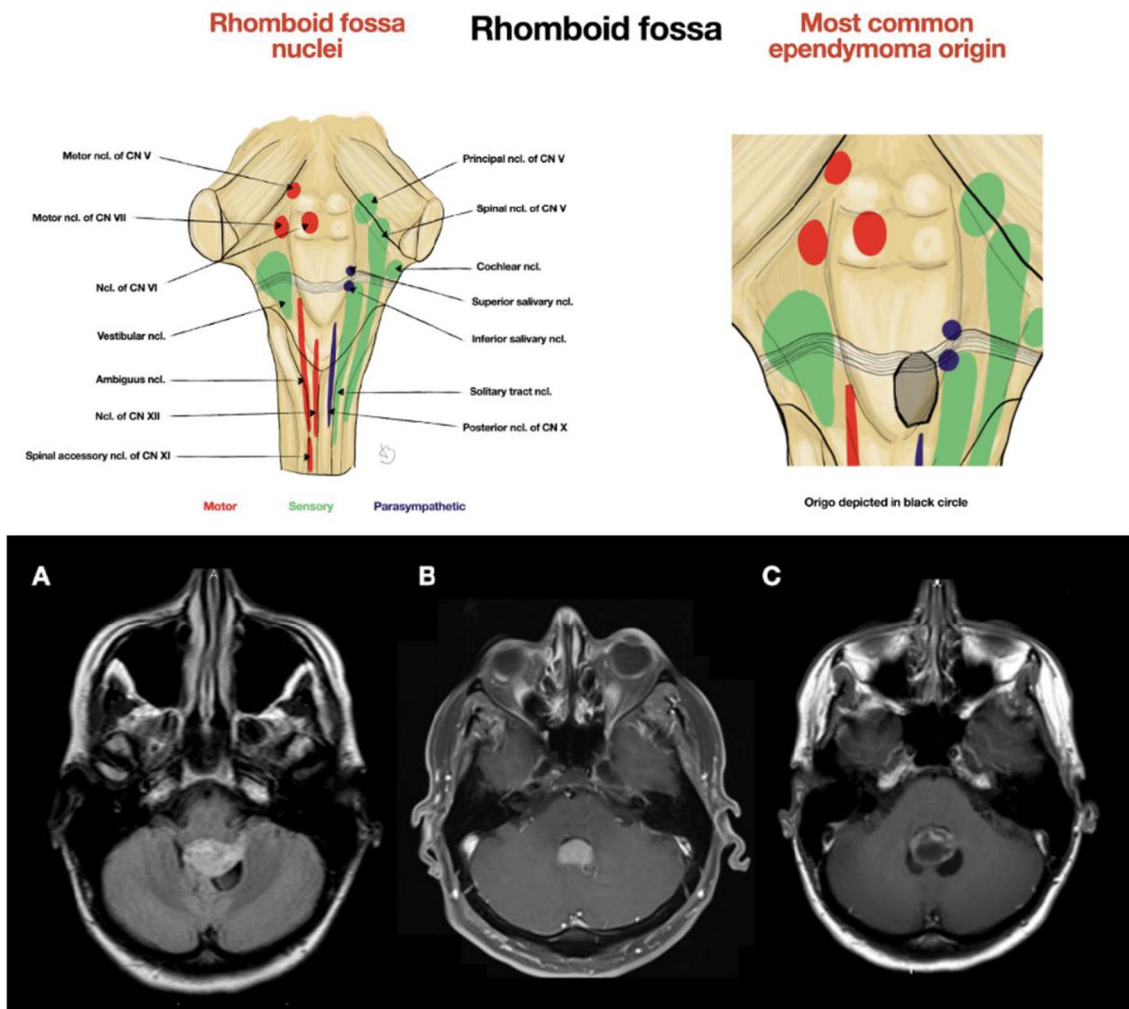 Rhomboid fossa
nuclei
Rhomboid fossa
Most common
ependymoma origin
Motor ncl. of CN V
Motor ncl. of CN VII
Ncl. of CN VI
Vestibular ncl.
Ambiguus ncl.
Ncl. of CN XII
Spinal accessory ncl. of CN XI
Principal ncl. of CN V
Spinal ncl. of CN V
Cochlear ncl.
Superior salivary ncl.
Inferior salivary ncl.
Solitary tract ncl.
Posterior ncl. of CN X
Motor Sensory Parasympathetic
Origo depicted in black circle
A
A
B
C